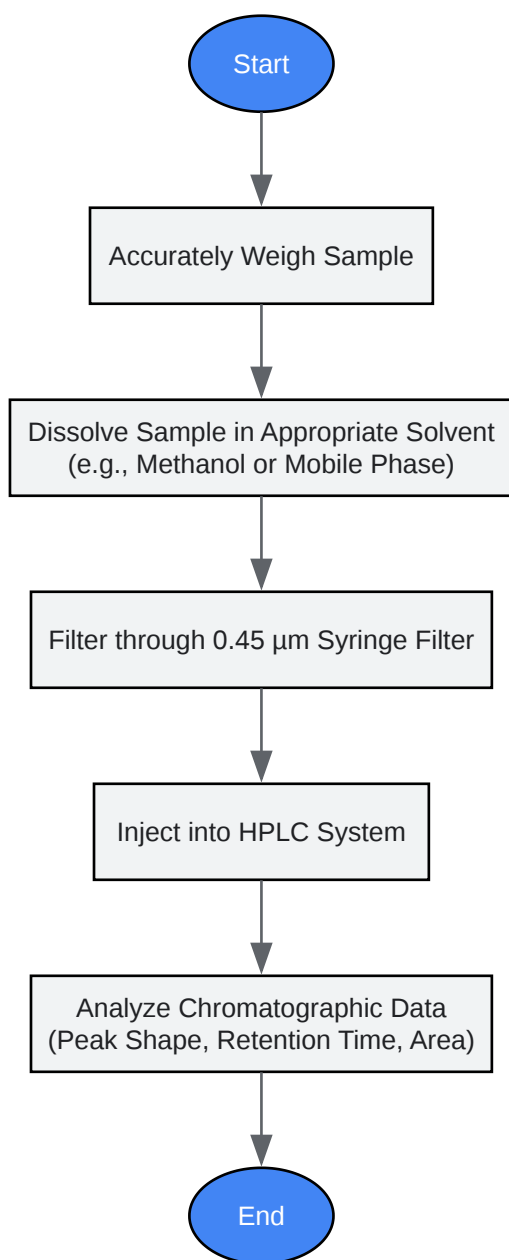 Start
Accurately Weigh Sample
Dissolve Sample in Appropriate Solvent
(e.g., Methanol or Mobile Phase)
Filter through 0.45 µm Syringe Filter
Inject into HPLC System
Analyze Chromatographic Data
(Peak Shape, Retention Time, Area)
End